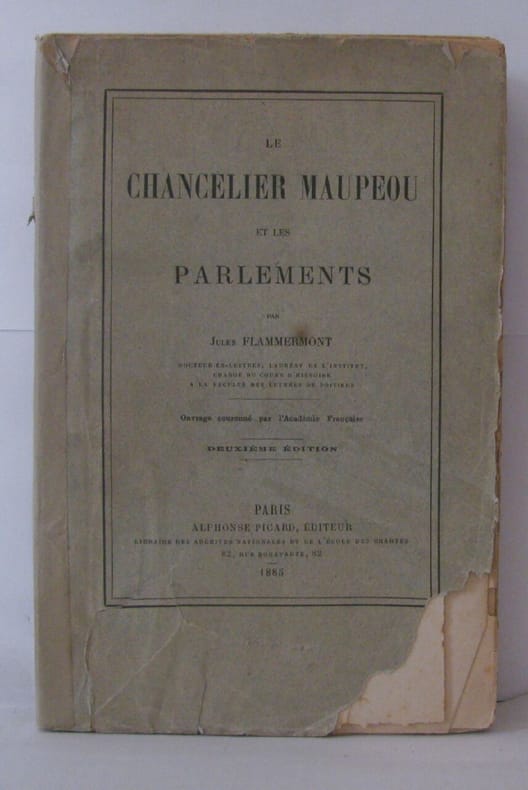 LE
CHANCELIER MAUPEOU
ET LES
PARLEMENTS
PAR
JULES FLAMMERMONT
DOCTEUR ÈS-LETTRES, LAURÉAT DE L'INSTITUT,
CHARGÉ DU COURS D'HISTOIRE
A LA FACULTÉ DES LETTRES DE POITIERS
Ouvrage couronné par l'Académie Française
DEUXIÈME ÉDITION
PARIS
ALPHONSE PICARD, ÉDITEUR
LIBRAIRE DES ARCHIVES NATIONALES ET DE L'ÉCOLE DES CHARTES
82, RUE BONAPARTE, 82
1885